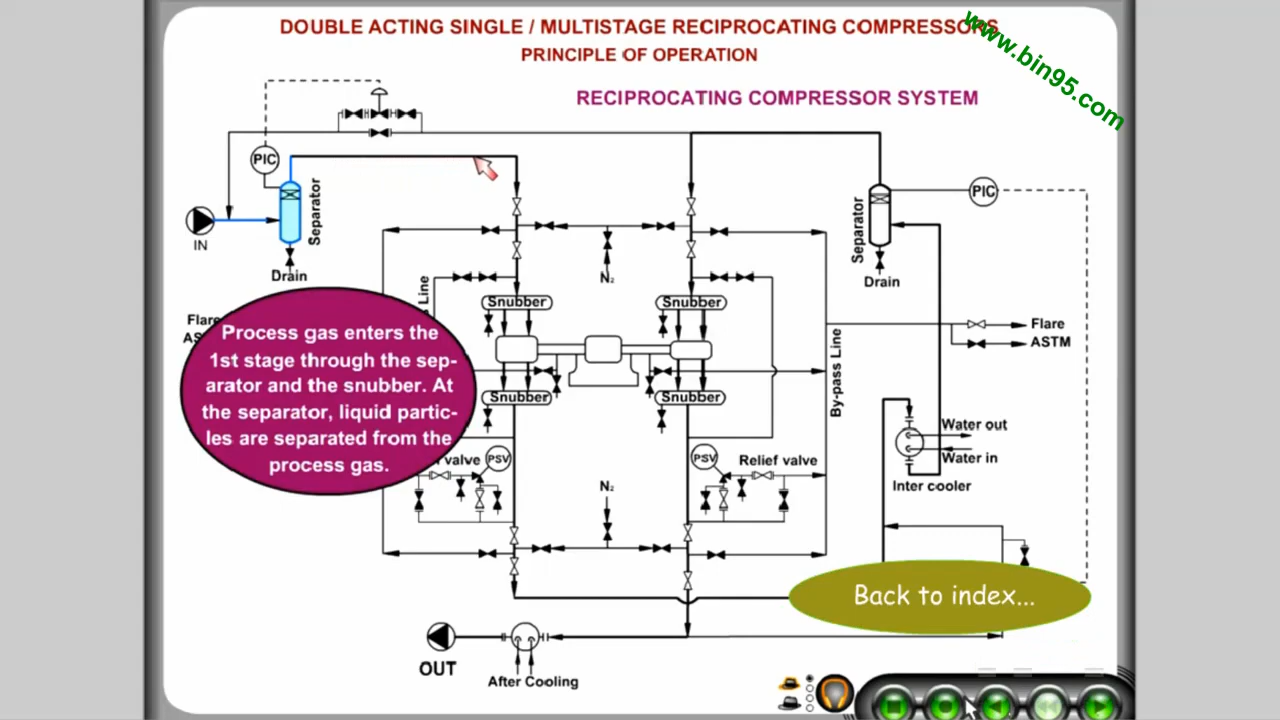 DOUBLE ACTING SINGLE / MULTISTAGE RECIPROCATING COMPRESSORS
PRINCIPLE OF OPERATION
www.bin95.com
RECIPROCATING COMPRESSOR SYSTEM
PIC
Separator
IN
Drain
N₂
PIC
Separator
Drain
Line
Snubber
Snubber
Flare
Process gas enters the
1st stage through the sep-
arator and the snubber. At
the separator, liquid partic-
les are separated from the
process gas.
Flare
ASTM
By-pass Line
Snubber
Snubber
valve
PSV
PSV
Relief valve
Water out
Water in
Inter cooler
N₂
Back to index...
OUT
After Cooling